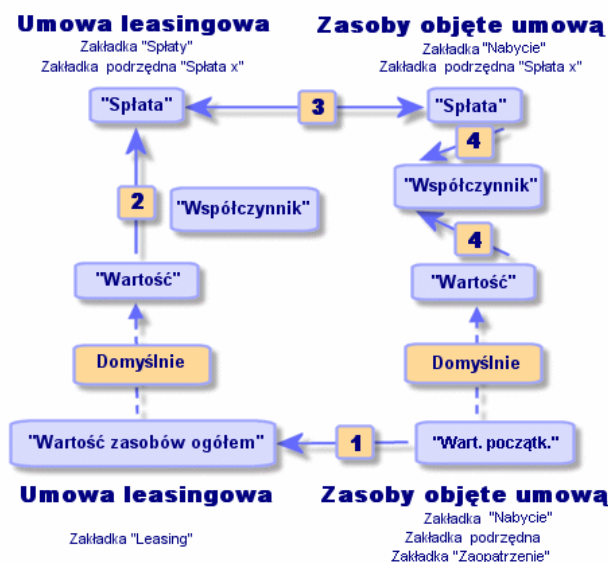 Umowa leasingowa
Zakładka "Spłaty"
Zakładka podrzędna "Spłata x"
Zasoby objęte umową
Zakładka "Nabycie"
Zakładka podrzędna "Spłata x"
"Spłata"
3
"Spłata"
4
2
"Współczynnik"
"Współczynnik"
4
"Wartość"
"Wartość"
Domyślnie
Domyślnie
"Wartość zasobów ogółem"
1
"Wart. początk."
Umowa leasingowa
Zakładka "Leasing"
Zasoby objęte umową
Zakładka "Nabycie"
Zakładka podrzędna
Zakładka "Zaopatrzenie"